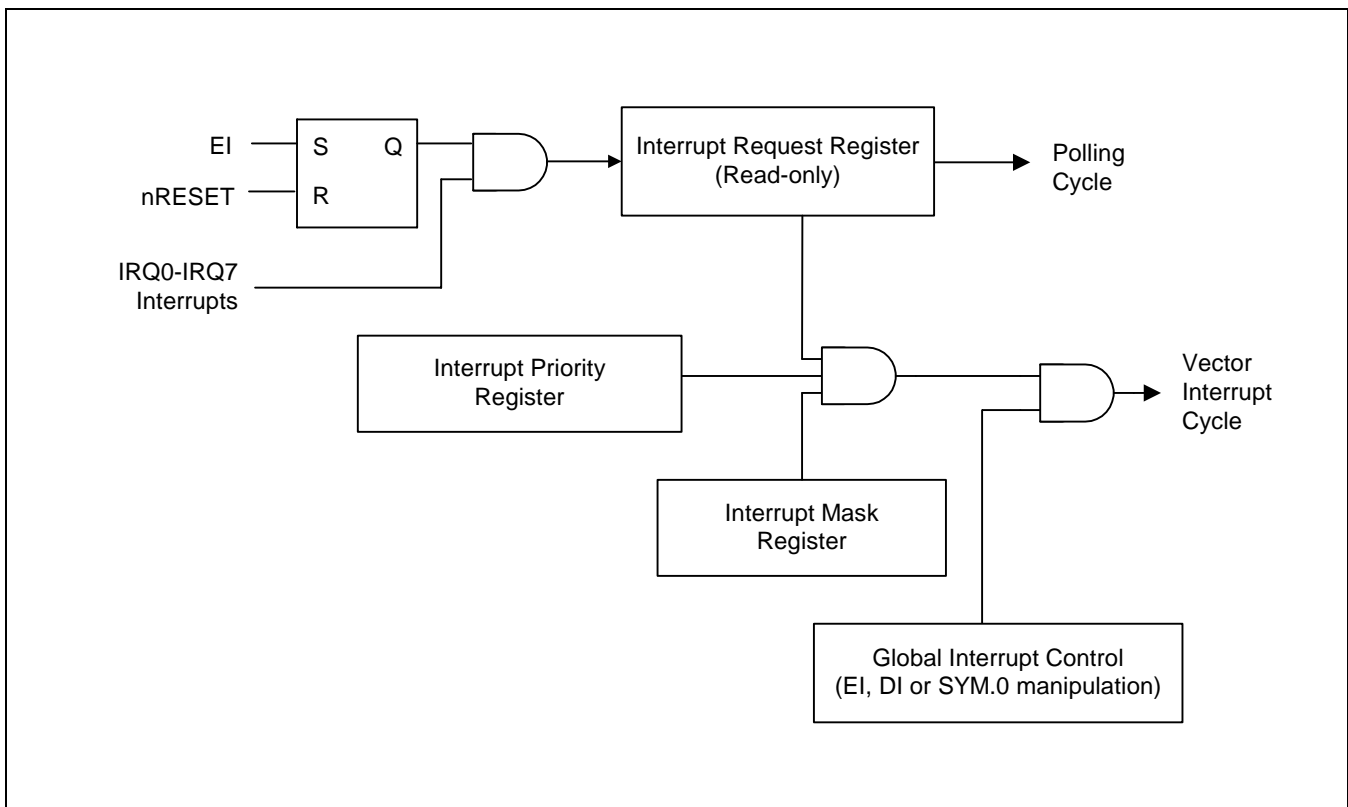 EI
S
Q
nRESET
R
IRQ0-IRQ7
Interrupts
Interrupt Request Register
(Read-only)
Polling
Cycle
Interrupt Priority
Register
Vector
Interrupt
Cycle
Interrupt Mask
Register
Global Interrupt Control
(EI, DI or SYM.0 manipulation)